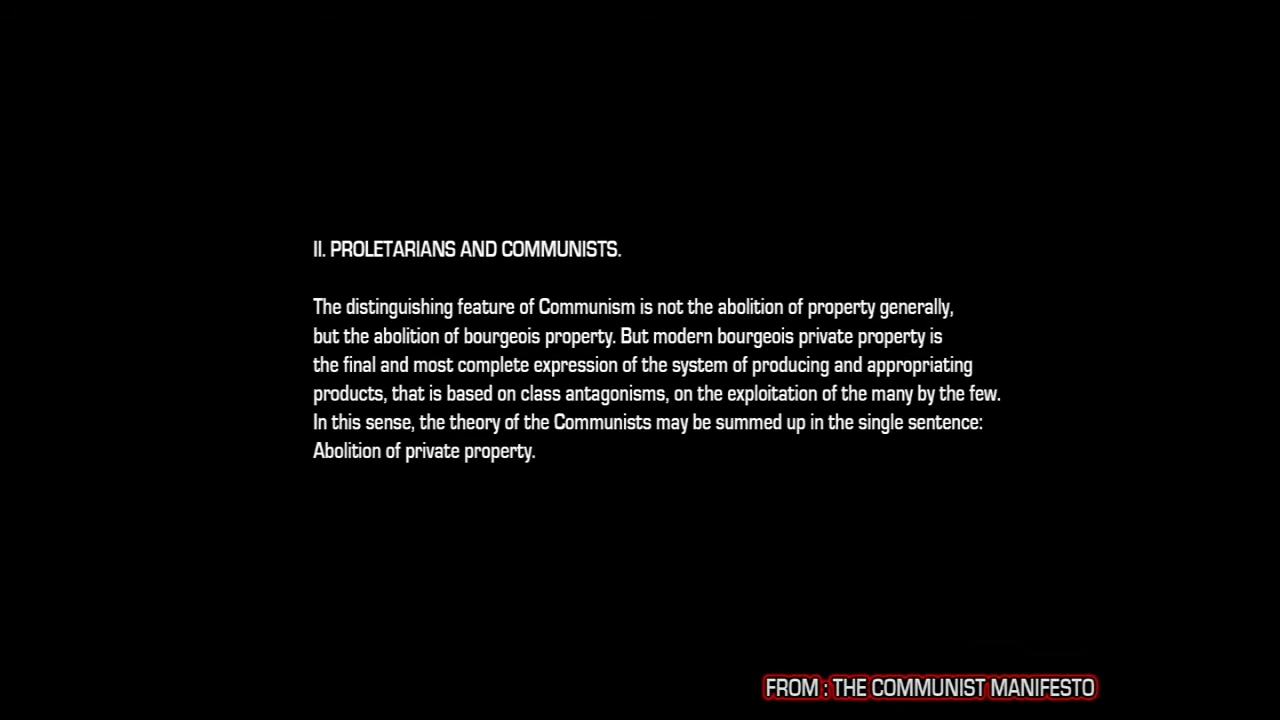 II. PROLETARIANS AND COMMUNISTS.
The distinguishing feature of Communism is not the abolition of property generally,
but the abolition of bourgeois property. But modern bourgeois private property is
the final and most complete expression of the system of producing and appropriating
products, that is based on class antagonisms, on the exploitation of the many by the few.
In this sense, the theory of the Communists may be summed up in the single sentence:
Abolition of private property.
FROM : THE COMMUNIST MANIFESTO